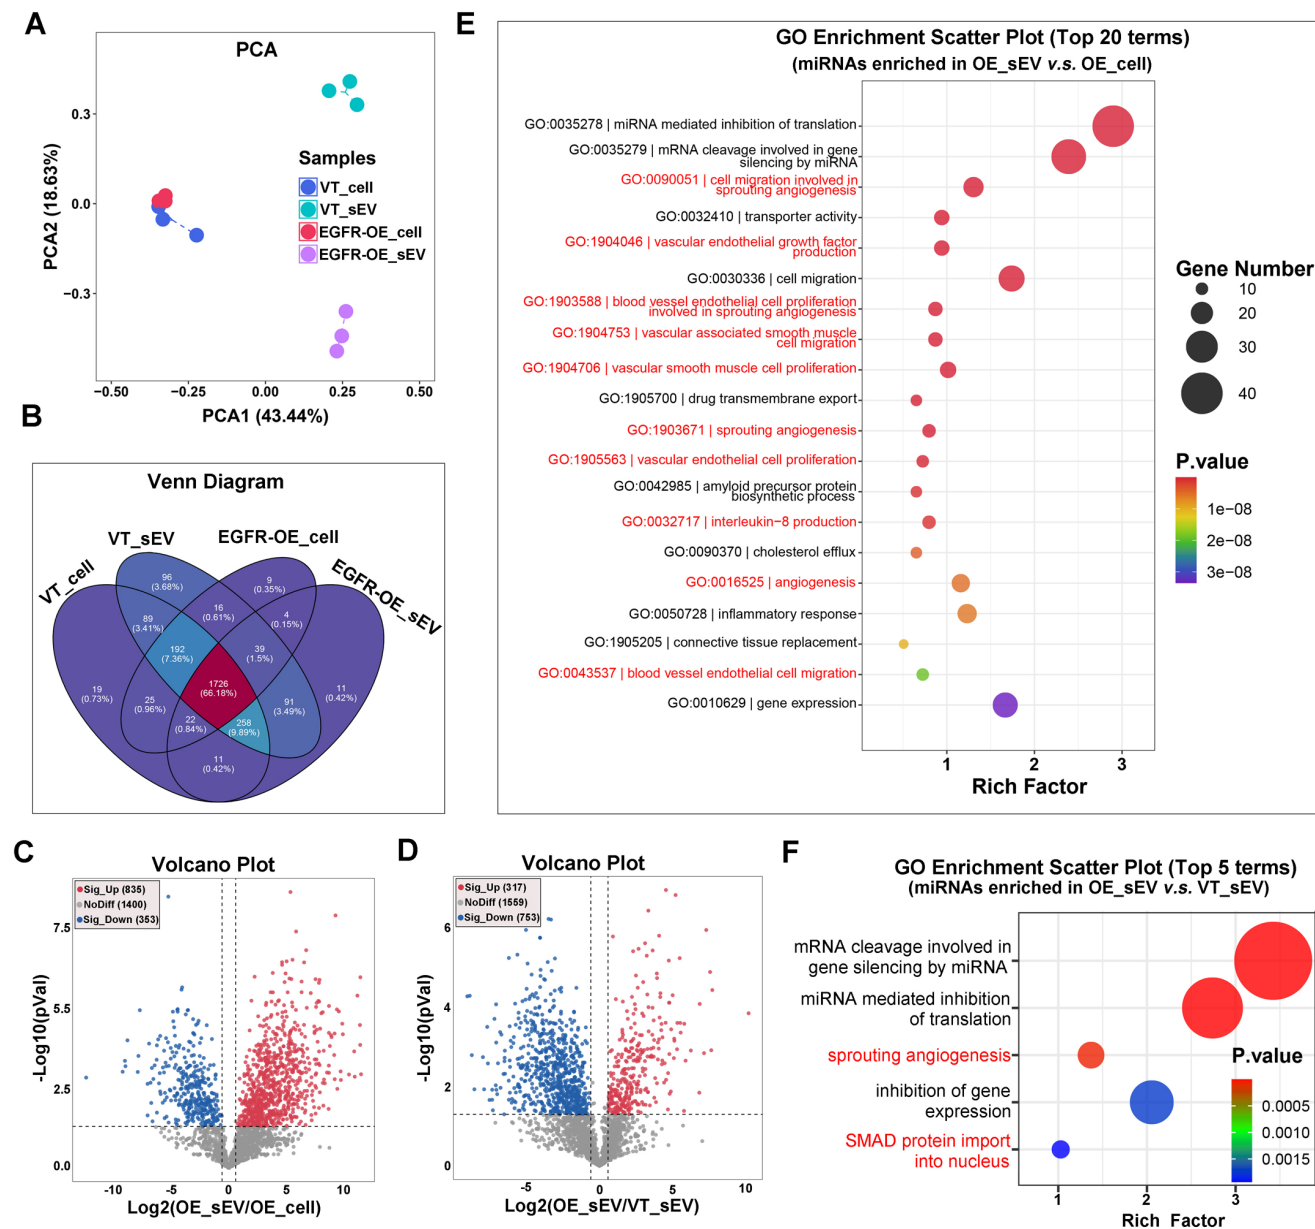 A
PCA
PCA2 (18.63%)
0.3
0.0
−0.3
−0.50
−0.25
0.00
0.25
0.50
PCA1 (43.44%)
Samples
VT_cell
VT_sEV
EGFR-OE_cell
EGFR-OE_sEV
B
Venn Diagram
VT_cell
VT_sEV
EGFR-OE_cell
EGFR-OE_sEV
96
(3.68%)
9
(0.35%)
89
(3.41%)
16
(0.61%)
4
(0.15%)
192
(7.36%)
39
(1.5%)
19
(0.73%)
25
(0.96%)
1726
(66.18%)
91
(3.49%)
11
(0.42%)
22
(0.84%)
258
(9.89%)
11
(0.42%)
C
Volcano Plot
Sig_Up (835)
NoDiff (1400)
Sig_Down (353)
-Log10(pVal)
7.5
5.5
2.5
0.0
-10
-5
0
5
10
Log2(OE_sEV/OE_cell)
D
Volcano Plot
Sig_Up (317)
NoDiff (1559)
Sig_Down (753)
-Log10(pVal)
6
4
2
0
-5
0
5
10
Log2(OE_sEV/VT_sEV)
E
GO Enrichment Scatter Plot (Top 20 terms)
(miRNAs enriched in OE_sEV v.s. OE_cell)
GO:0035278 | miRNA mediated inhibition of translation
GO:0035279 | mRNA cleavage involved in gene
silencing by miRNA
GO:0090051 | cell migration involved in
sprouting angiogenesis
GO:0032410 | transporter activity
GO:1904046 | vascular endothelial growth factor
production
GO:0030336 | cell migration
GO:1903588 | blood vessel endothelial cell proliferation
involved in sprouting angiogenesis
GO:1904753 | vascular associated smooth muscle
cell migration
GO:1904706 | vascular smooth muscle cell proliferation
GO:1905700 | drug transmembrane export
GO:1903671 | sprouting angiogenesis
GO:1905563 | vascular endothelial cell proliferation
GO:0042985 | amyloid precursor protein
biosynthetic process
GO:0032717 | interleukin−8 production
GO:0090370 | cholesterol efflux
GO:0016525 | angiogenesis
GO:0050728 | inflammatory response
GO:1905205 | connective tissue replacement
GO:0043537 | blood vessel endothelial cell migration
GO:0010629 | gene expression
1
2
3
Rich Factor
Gene Number
10
20
30
40
P.value
1e−08
2e−08
3e−08
F
GO Enrichment Scatter Plot (Top 5 terms)
(miRNAs enriched in OE_sEV v.s. VT_sEV)
mRNA cleavage involved in
gene silencing by miRNA
miRNA mediated inhibition
of translation
sprouting angiogenesis
inhibition of gene
expression
SMAD protein import
into nucleus
1
2
3
Rich Factor
P.value
0.0005
0.0010
0.0015